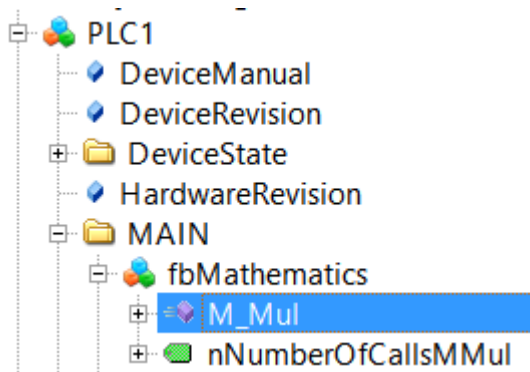 PLC1
DeviceManual
DeviceRevision
DeviceState
HardwareRevision
MAIN
fbMathematics
M_Mul
nNumberOfCallsMMul